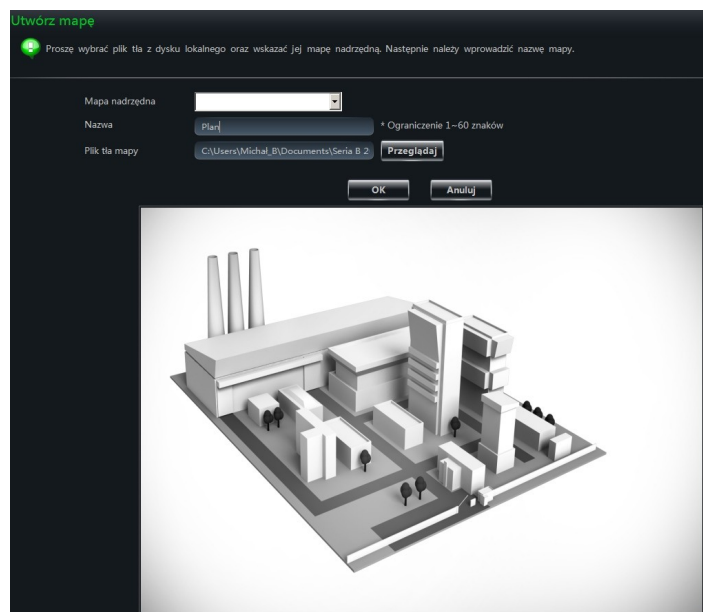 Utwórz mapę
Proszę wybrać plik tła z dysku lokalnego oraz wskazać jej mapę nadrzędną. Następnie należy wprowadzić nazwę mapy.
Mapa nadrzędna
Nazwa Plan * Ograniczenie 1~60 znaków
Plik tła mapy C:\Users\Michał_B\Documents\Seria B 2 Przeglądaj
OK Anuluj